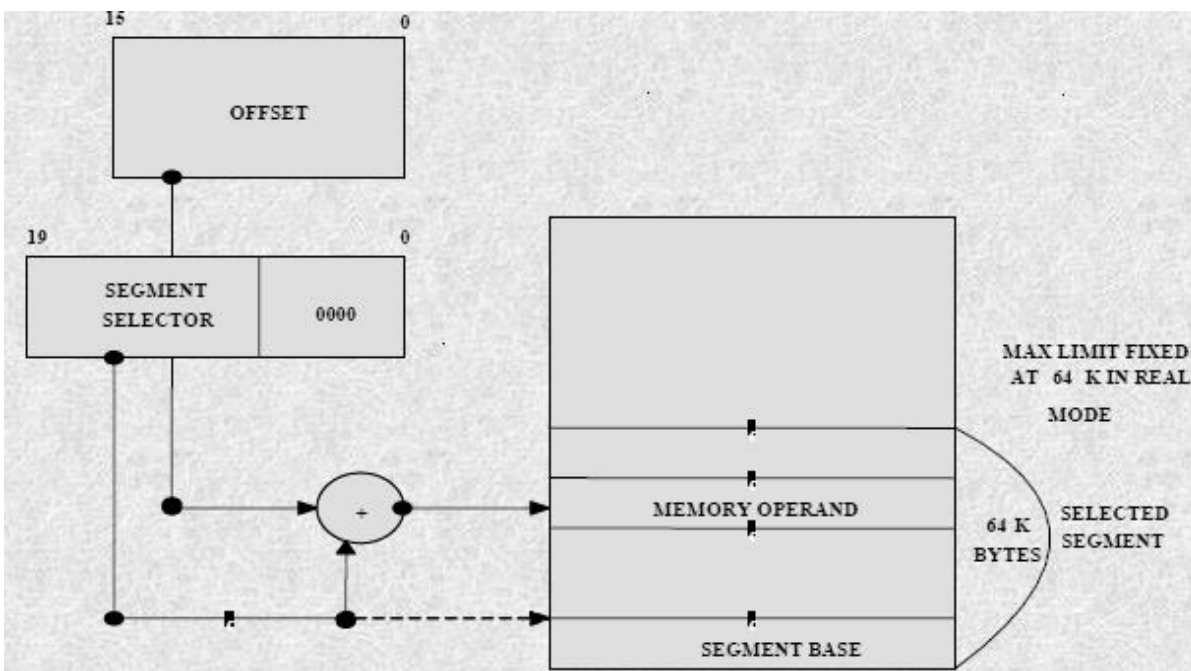 15 0
OFFSET
19 0
SEGMENT
SELECTOR
0000
MAX LIMIT FIXED
AT 64 K IN REAL
MODE
+
MEMORY OPERAND
64 K
BYTES
SELECTED
SEGMENT
SEGMENT BASE